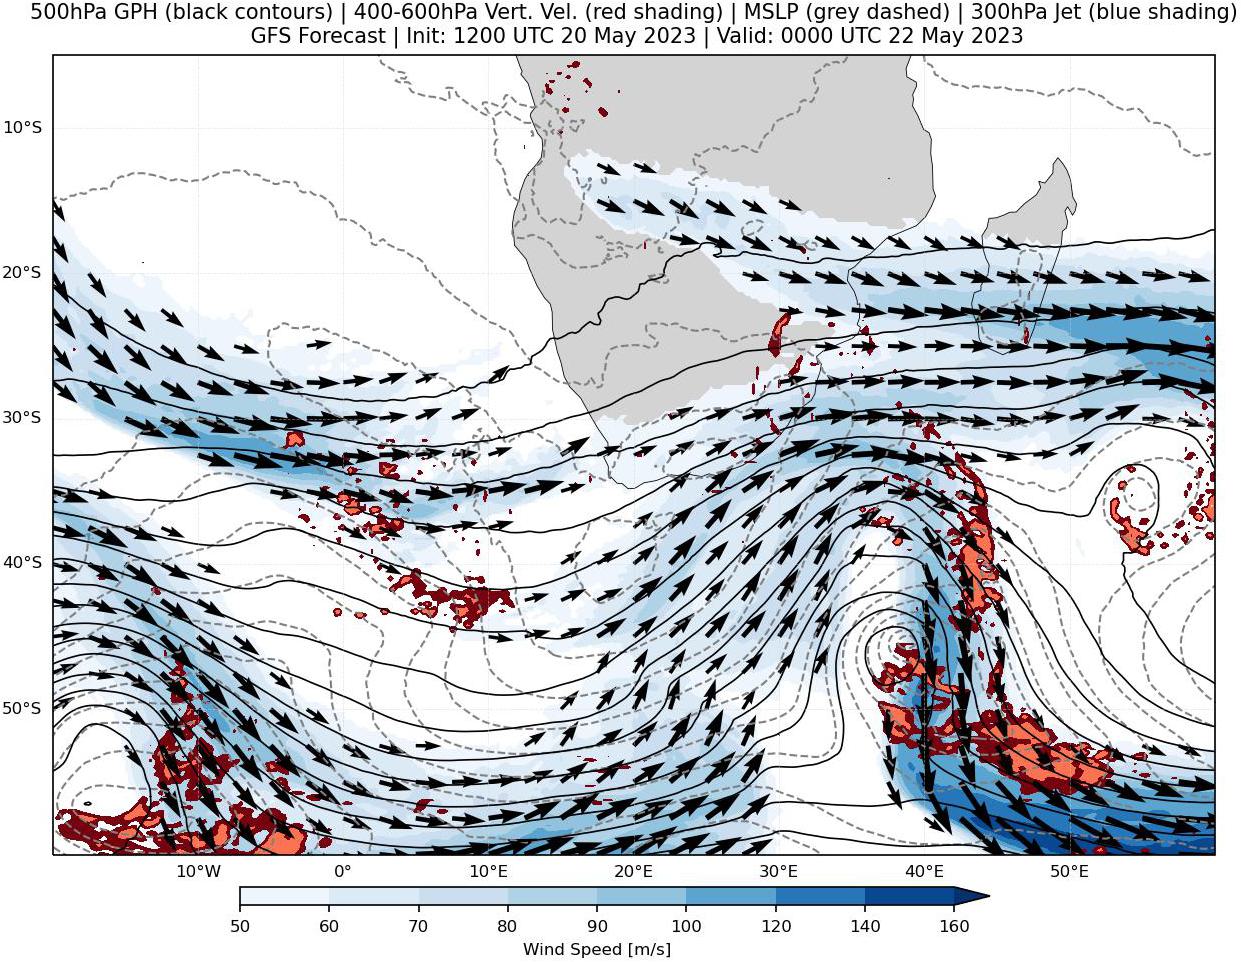 500hPa GPH (black contours) | 400-600hPa Vert. Vel. (red shading) | MSLP (grey dashed) | 300hPa Jet (blue shading)
GFS Forecast | Init: 1200 UTC 20 May 2023 | Valid: 0000 UTC 22 May 2023
10°S
20°S
30°S
40°S
50°S
10°W 0° 10°E 20°E 30°E 40°E 50°E
50 60 70 80 90 100 120 140 160
Wind Speed [m/s]